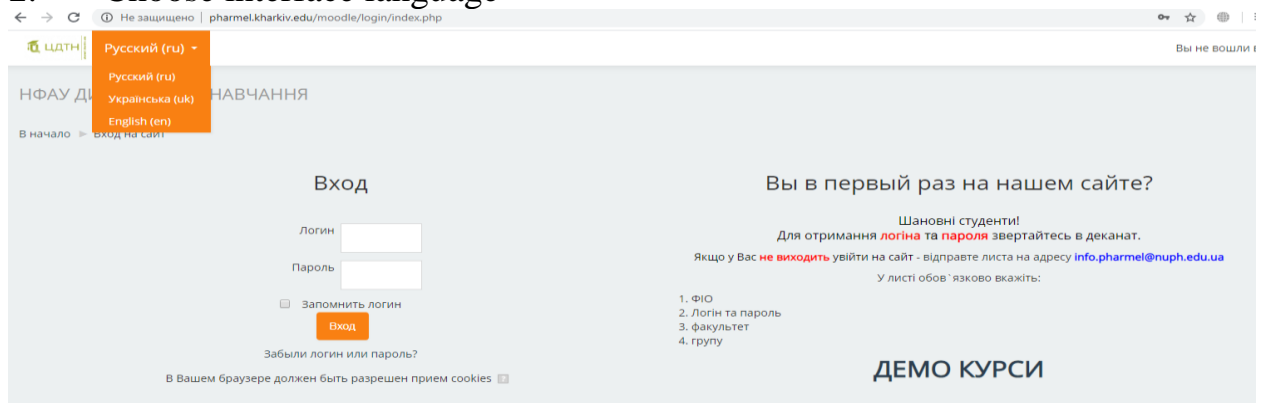 2. Choose interface language
Не защищено | pharmel.kharkiv.edu/moodle/login/index.php
ЦДТН Русский (ru) Вы не вошли в
Русский (ru)
Українська (uk)
English (en)
НФАУ ДИ НАВЧАННЯ
В начало ► Вход на сайт
Вход
Логин
Пароль
Запомнить логин
Вход
Забыли логин или пароль?
В Вашем браузере должен быть разрешен прием cookies
Вы в первый раз на нашем сайте?
Шановні студенти!
Для отримання логіна та пароля звертайтесь в деканат.
Якщо у Вас не виходить увійти на сайт - відправте листа на адресу info.pharmel@nuph.edu.ua
У листі обов`язково вкажіть:
1. ФІО
2. Логін та пароль
3. факультет
4. групу
ДЕМО КУРСИ